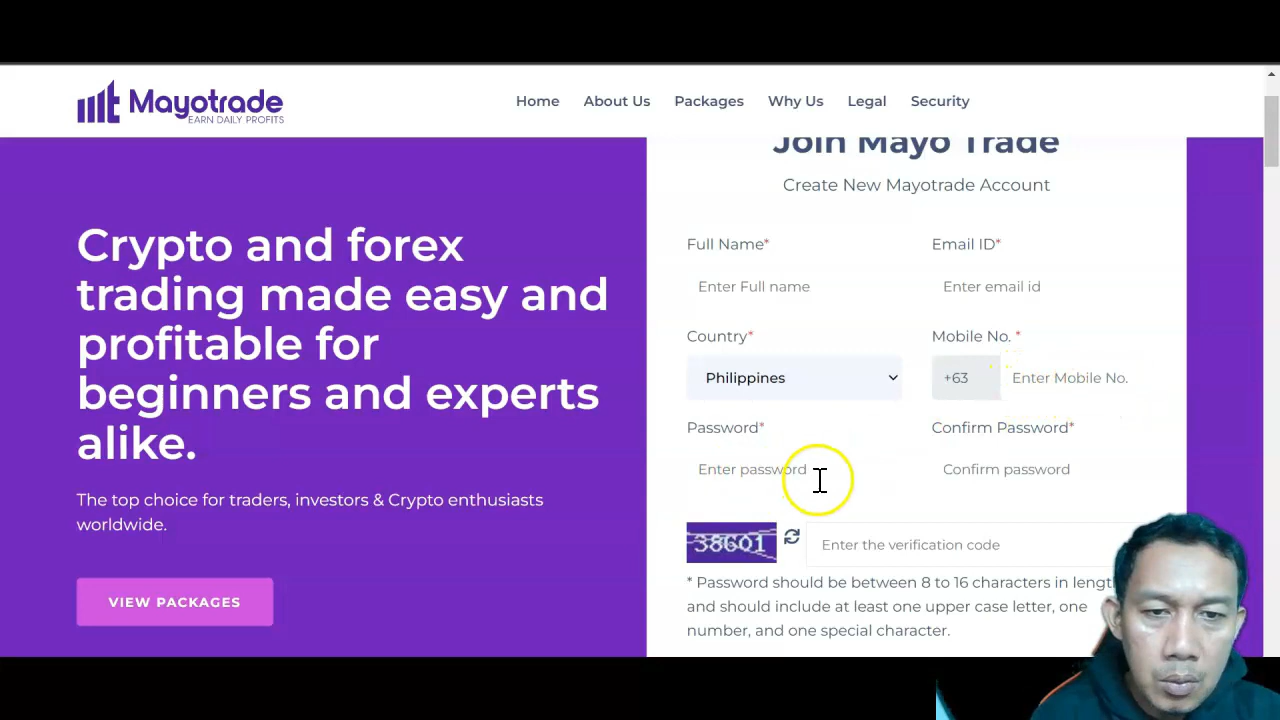 Mayotrade
EARN DAILY PROFITS
Home
About Us
Packages
Why Us
Legal
Security
Join Mayo Trade
Create New Mayotrade Account
Crypto and forex
trading made easy and
profitable for
beginners and experts
alike.
The top choice for traders, investors & Crypto enthusiasts
worldwide.
VIEW PACKAGES
Full Name*
Email ID*
Enter Full name
Enter email id
Country*
Mobile No. *
Philippines
+63
Enter Mobile No.
Password*
Confirm Password*
Enter password
Confirm password
38601
Enter the verification code
* Password should be between 8 to 16 characters in length
and should include at least one upper case letter, one
number, and one special character.